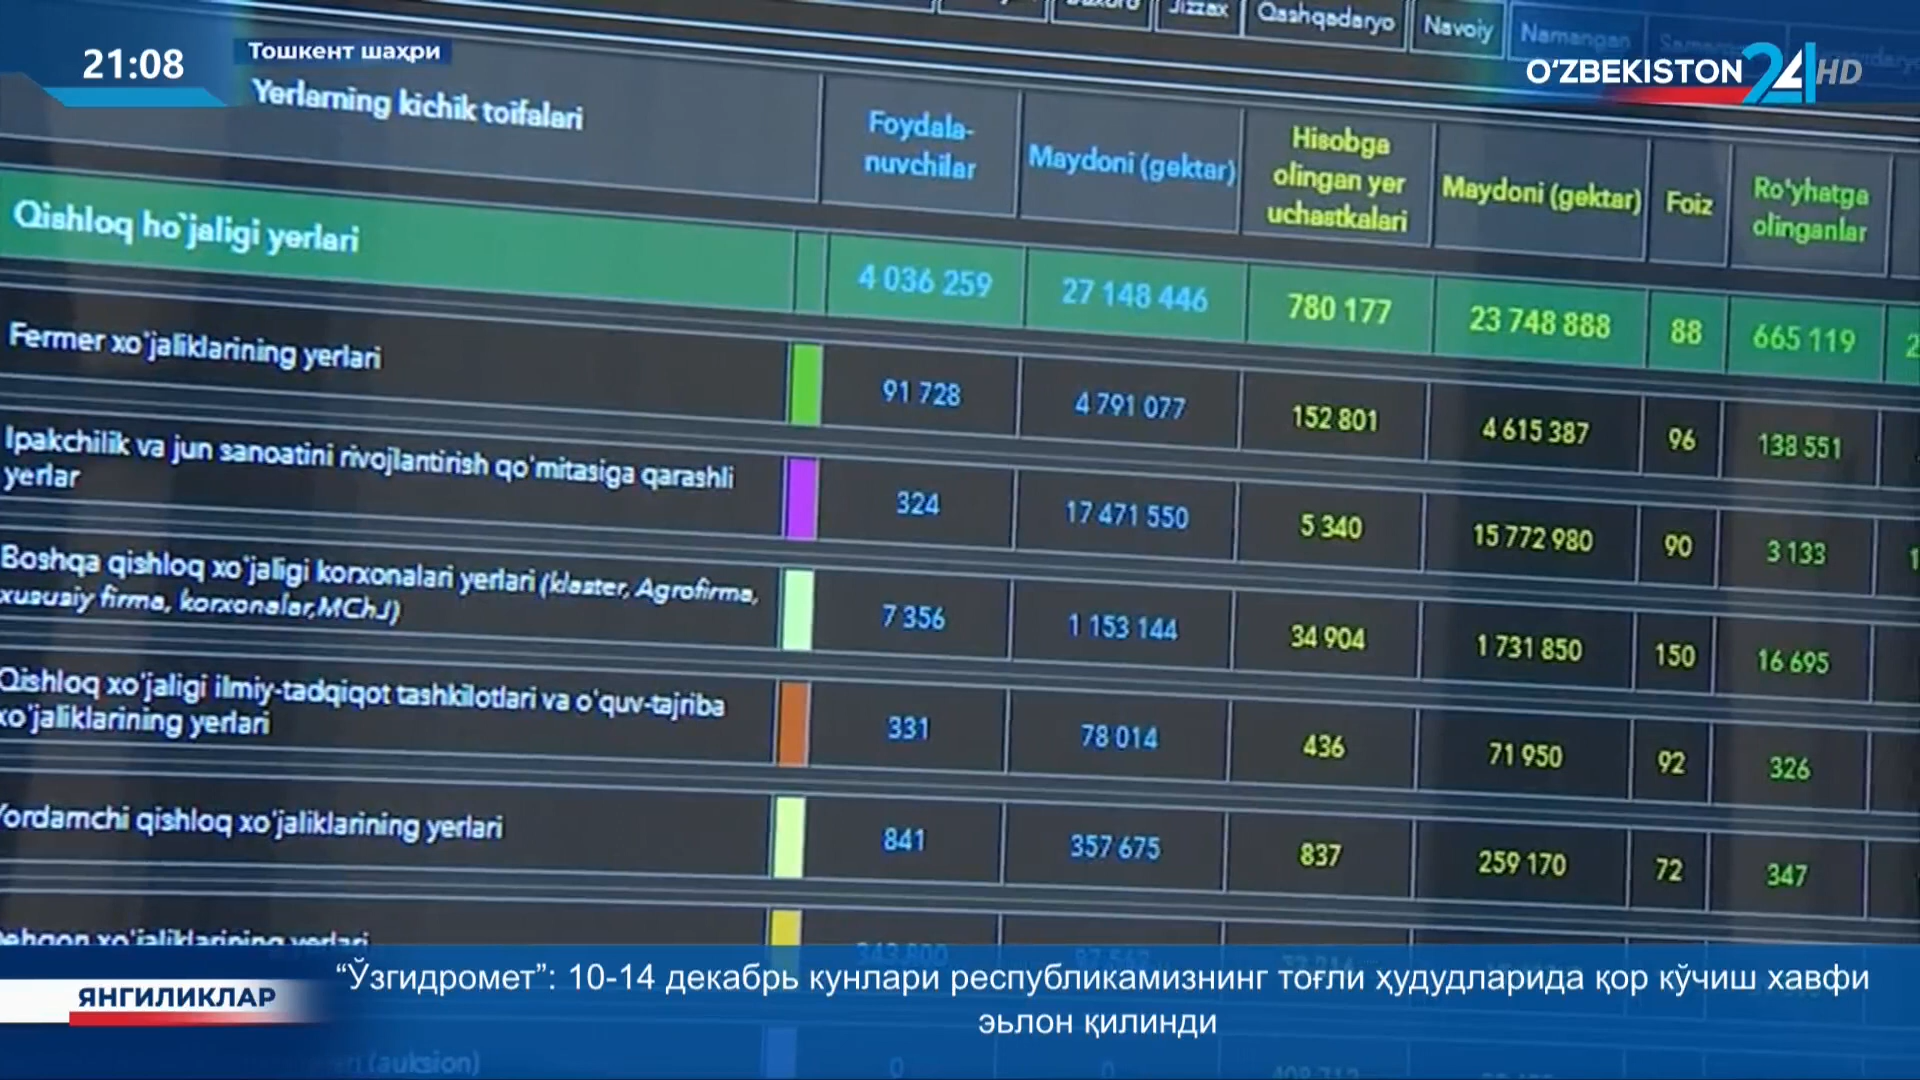 Jizzax
Qashqadaryo
Navoiy
Namangan
21:08
Тошкент шаҳри
O‘ZBEKISTON 24 HD
Yerlarning kichik toifalari
Foydala-
nuvchilar
Maydoni (gektar)
Hisobga
olingan yer
uchastkalari
Maydoni (gektar)
Foiz
Ro'yhatga
olinganlar
Qishloq ho`jaligi yerlari
4 036 259
27 148 446
780 177
23 748 888
88
665 119
Fermer xo'jaliklarining yerlari
91 728
4 791 077
152 801
4 615 387
96
138 551
Ipakchilik va jun sanoatini rivojlantirish qo'mitasiga qarashli
yerlar
324
17 471 550
5 340
15 772 980
90
3 133
Boshqa qishloq xo'jaligi korxonalari yerlari (klaster, Agrofirma,
xususiy firma, korxonalar,MChJ)
7 356
1 153 144
34 904
1 731 850
150
16 695
Qishloq xo'jaligi ilmiy-tadqiqot tashkilotlari va o'quv-tajriba
xo'jaliklarining yerlari
331
78 014
436
71 950
92
326
Yordamchi qishloq xo'jaliklarining yerlari
841
357 675
837
259 170
72
347
xo'jaliklarining yerlari
343 800
ЯНГИЛИКЛАР
“Ўзгидромет”: 10-14 декабрь кунлари республикамизнинг тоғли ҳудудларида қор кўчиш хавфи
эълон қилинди
(auksion)
0
0